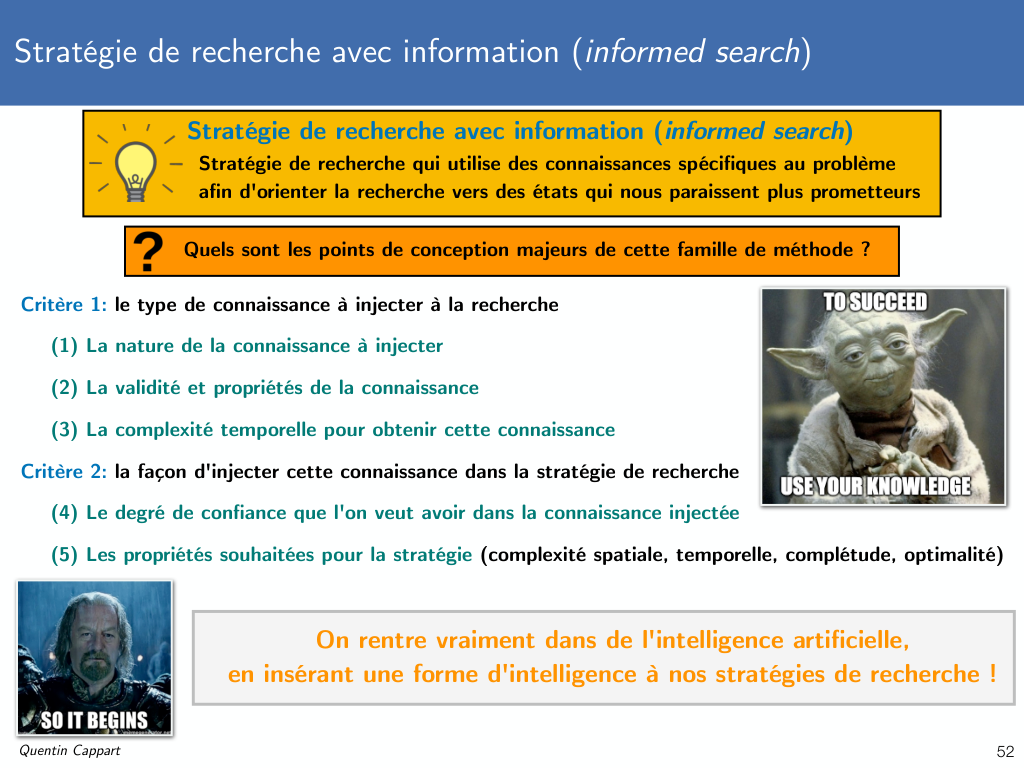 Stratégie de recherche avec information (informed search)
Stratégie de recherche avec information (informed search)
Stratégie de recherche qui utilise des connaissances spécifiques au problème
afin d'orienter la recherche vers des états qui nous paraissent plus prometteurs
? Quels sont les points de conception majeurs de cette famille de méthode ?
Critère 1: le type de connaissance à injecter à la recherche
(1) La nature de la connaissance à injecter
(2) La validité et propriétés de la connaissance
(3) La complexité temporelle pour obtenir cette connaissance
Critère 2: la façon d'injecter cette connaissance dans la stratégie de recherche
(4) Le degré de confiance que l'on veut avoir dans la connaissance injectée
(5) Les propriétés souhaitées pour la stratégie (complexité spatiale, temporelle, complétude, optimalité)
TO SUCCEED
USE YOUR KNOWLEDGE
SO IT BEGINS
On rentre vraiment dans de l'intelligence artificielle,
en insérant une forme d'intelligence à nos stratégies de recherche !
Quentin Cappart
52